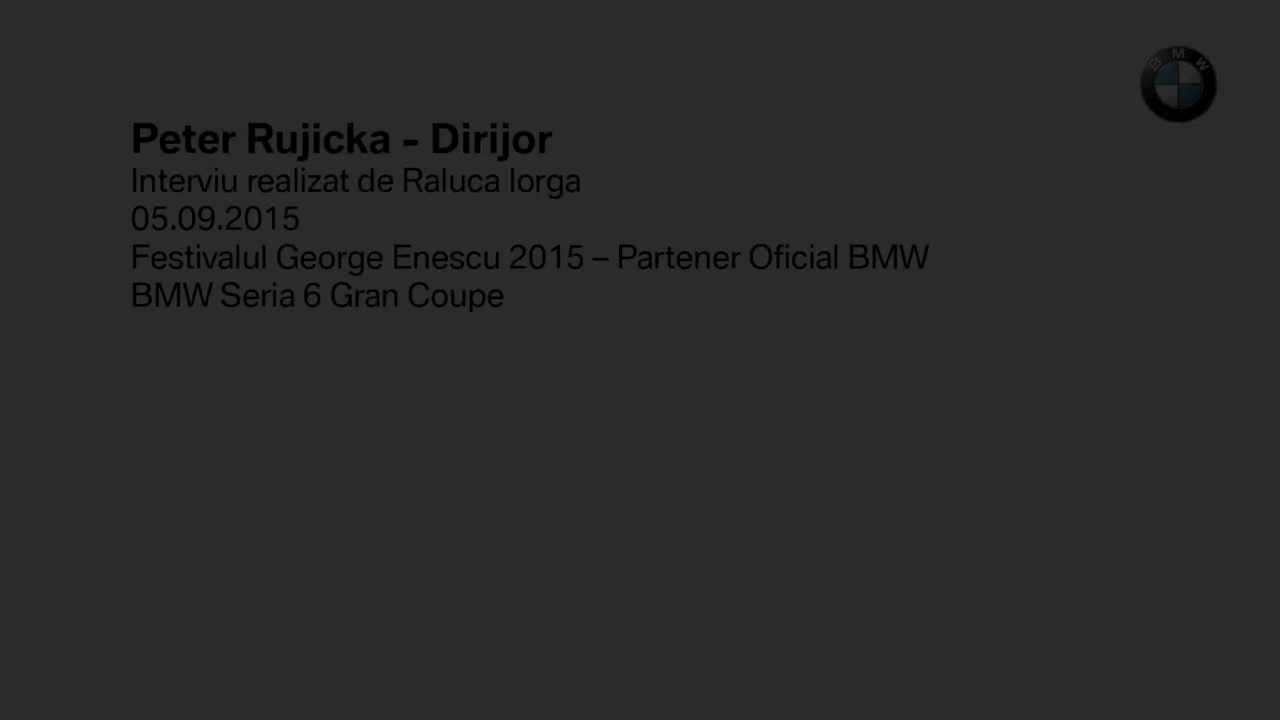 BMW
Peter Rujicka - Dirijor
Interviu realizat de Raluca Iorga
05.09.2015
Festivalul George Enescu 2015 – Partener Oficial BMW
BMW Seria 6 Gran Coupe